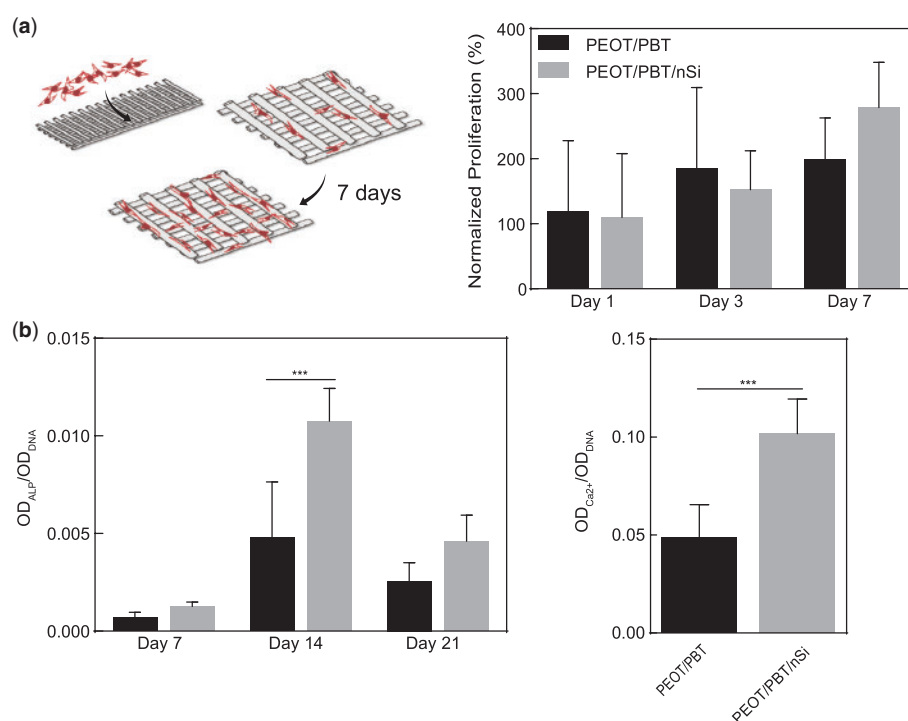 (a)
7 days
Normalized Proliferation (%)
400
300
200
100
0
PEOT/PBT
PEOT/PBT/nSi
Day 1 Day 3 Day 7
(b)
OD_ALP/OD_DNA
0.015
0.010
0.005
0.000
***
Day 7 Day 14 Day 21
OD_Ca2+/OD_DNA
0.15
0.10
0.05
0.00
***
PEOT/PBT
PEOT/PBT/nSi